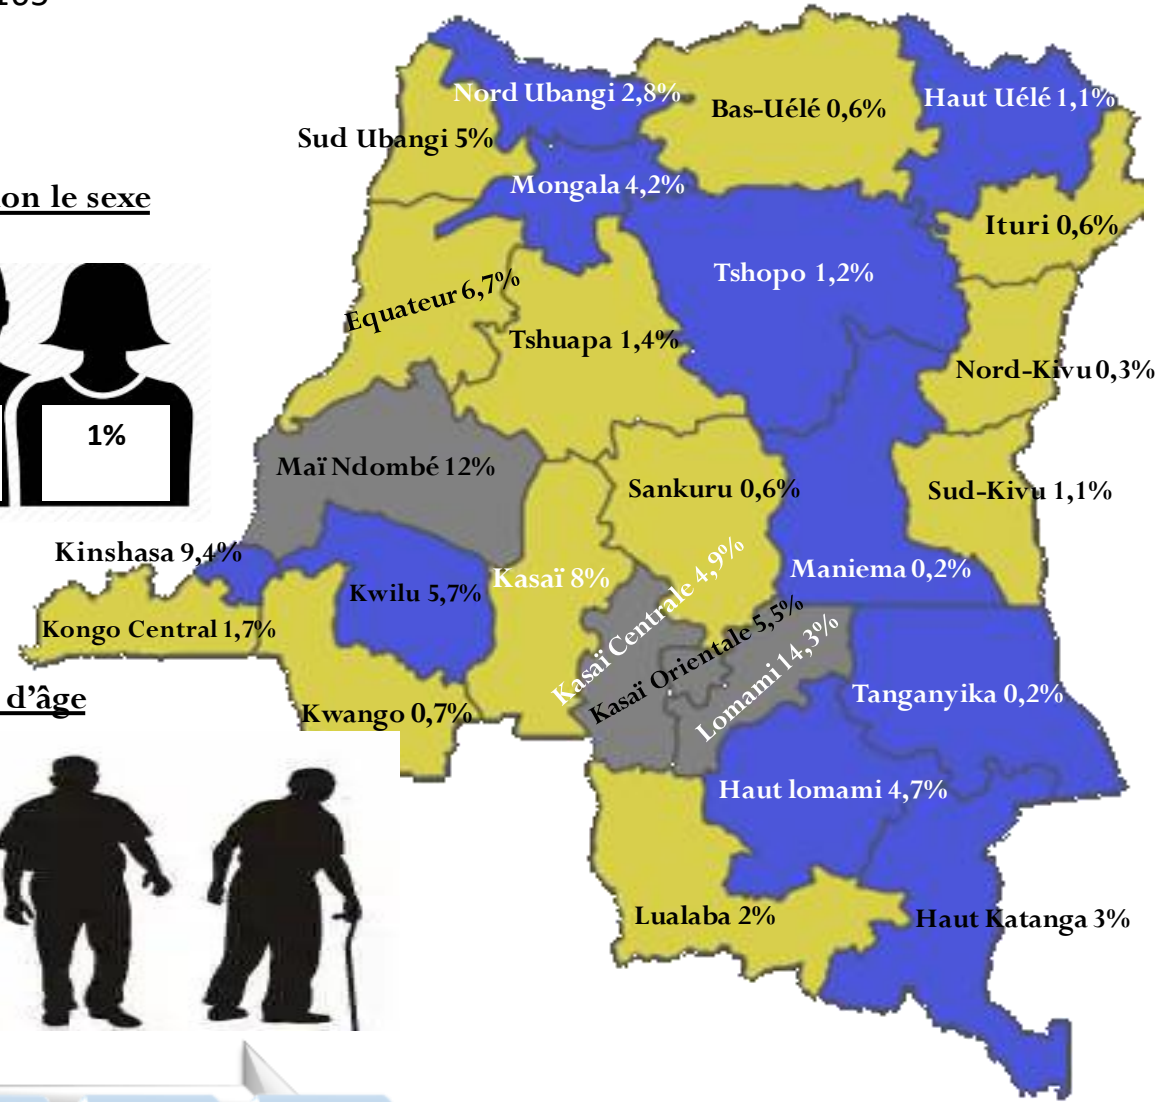 Nord Ubangi 2,8%
Bas-Uélé 0,6%
Haut Uélé 1,1%
Sud Ubangi 5%
Mongala 4,2%
on le sexe
Ituri 0,6%
Tshopo 1,2%
Equateur 6,7%
Tshuapa 1,4%
Nord-Kivu 0,3%
1%
Maï Ndombé 12%
Sankuru 0,6%
Sud-Kivu 1,1%
Kinshasa 9,4%
Kasaï 8%
Kasaï Centrale 4,9%
Maniema 0,2%
Kwilu 5,7%
Kongo Central 1,7%
Kasaï Orientale 5,5%
Lomami 14,3%
d’âge
Kwango 0,7%
Tanganyika 0,2%
Haut lomami 4,7%
Lualaba 2%
Haut Katanga 3%